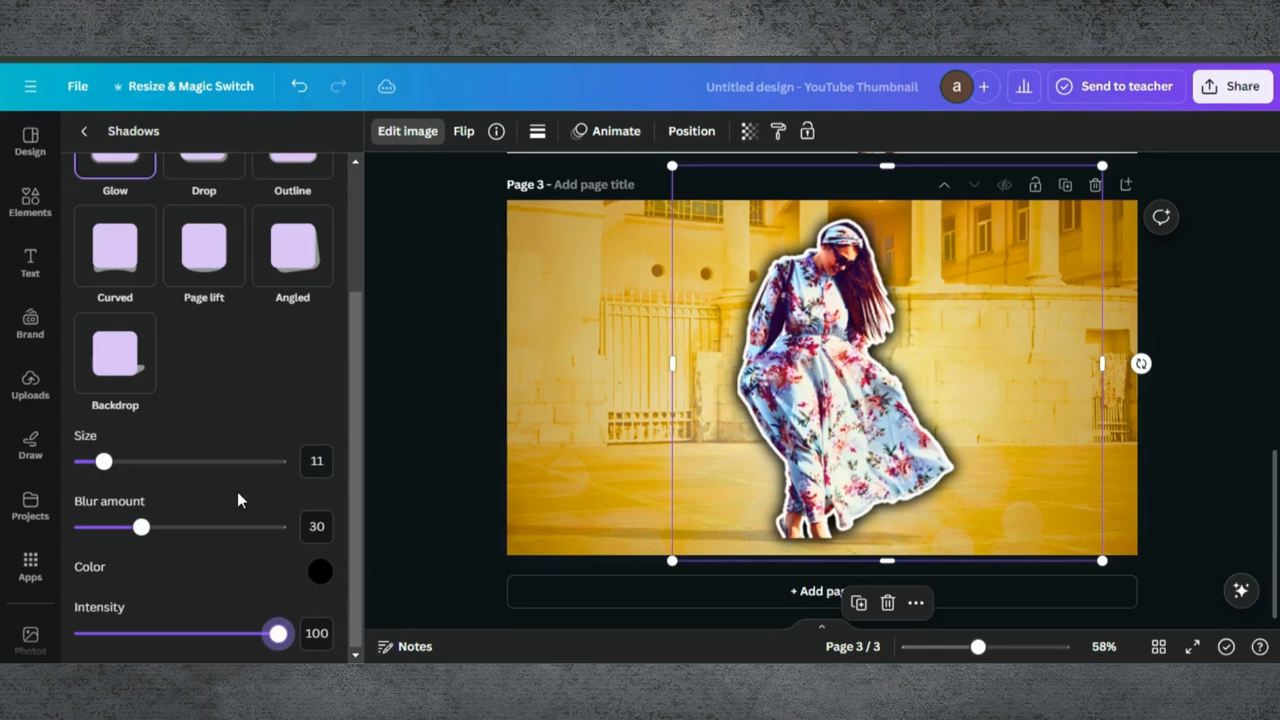 File
Resize & Magic Switch
Untitled design - YouTube Thumbnail
a
Send to teacher
Share
Design
Elements
Text
Brand
Uploads
Draw
Projects
Apps
Photos
Shadows
Glow
Drop
Outline
Curved
Page lift
Angled
Backdrop
Size
11
Blur amount
30
Color
Intensity
100
Edit image
Flip
Animate
Position
Page 3 - Add page title
+ Add pa
Notes
Page 3 / 3
58%